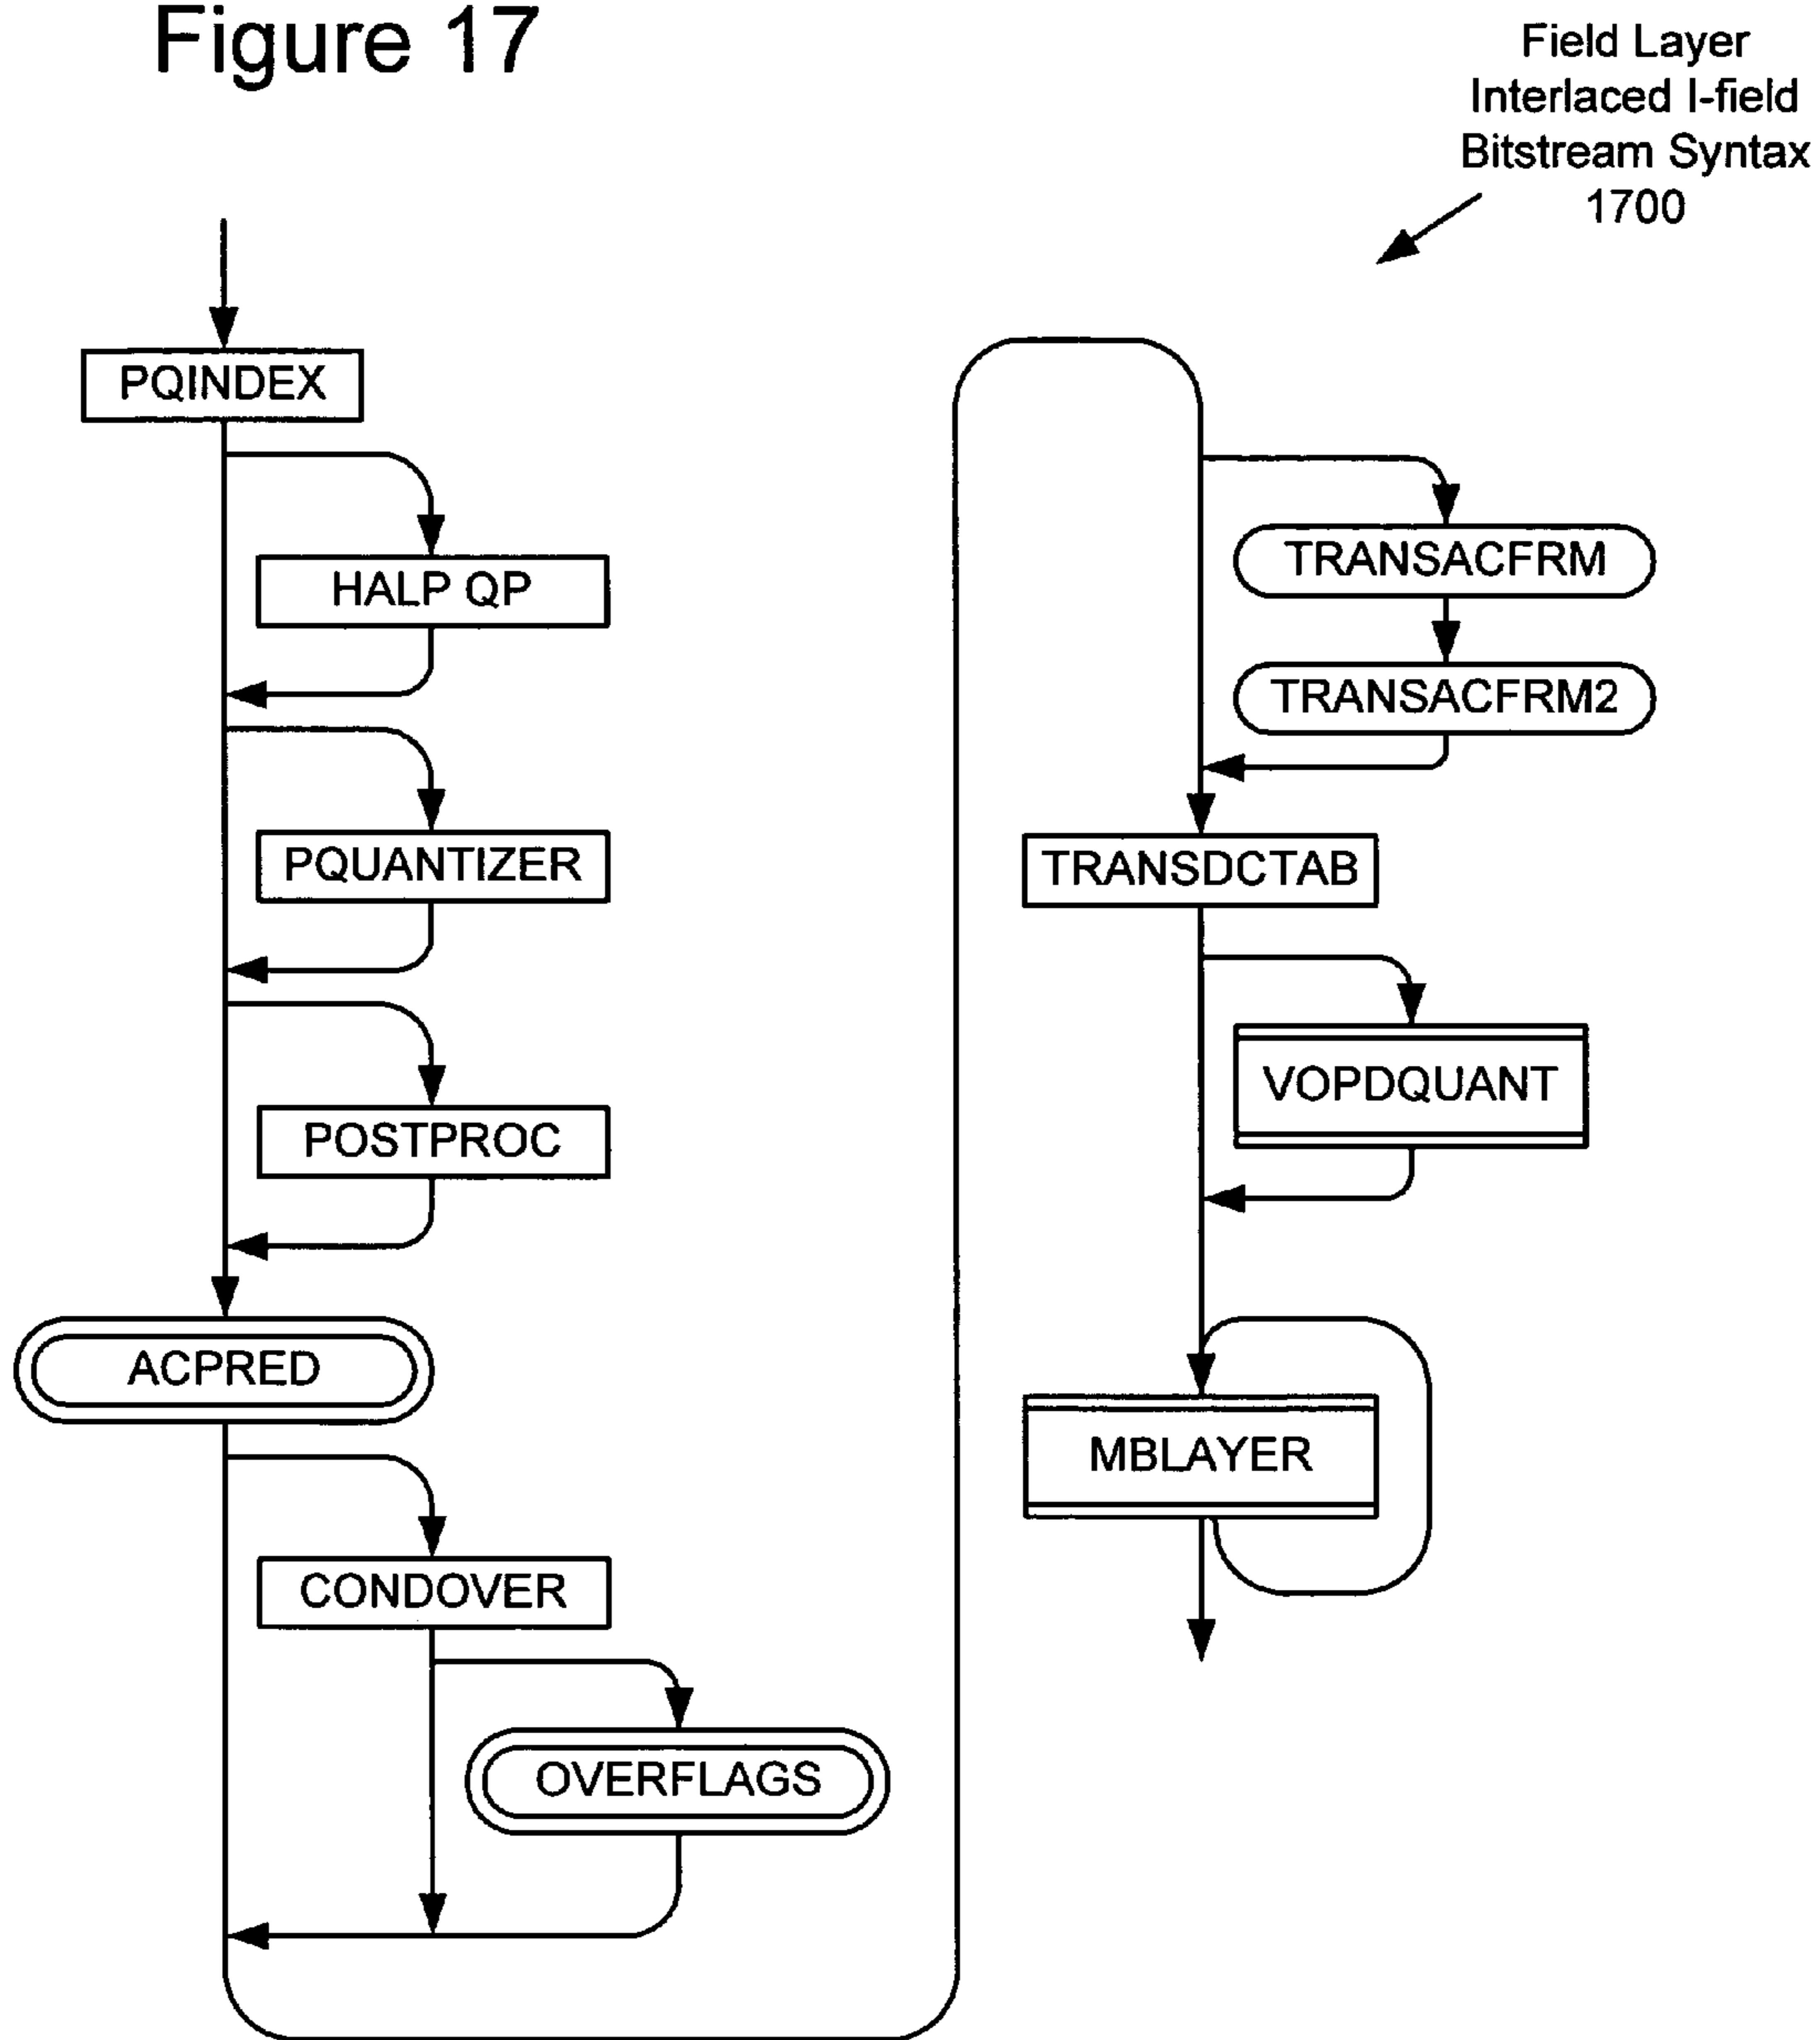 Figure 17
Field Layer
Interlaced I-field
Bitstream Syntax
1700
PQINDEX
HALP QP
PQUANTIZER
POSTPROC
ACPRED
CONDOVER
OVERFLAGS
TRANSACFRM
TRANSACFRM2
TRANSDCTAB
VOPDQUANT
MBLAYER